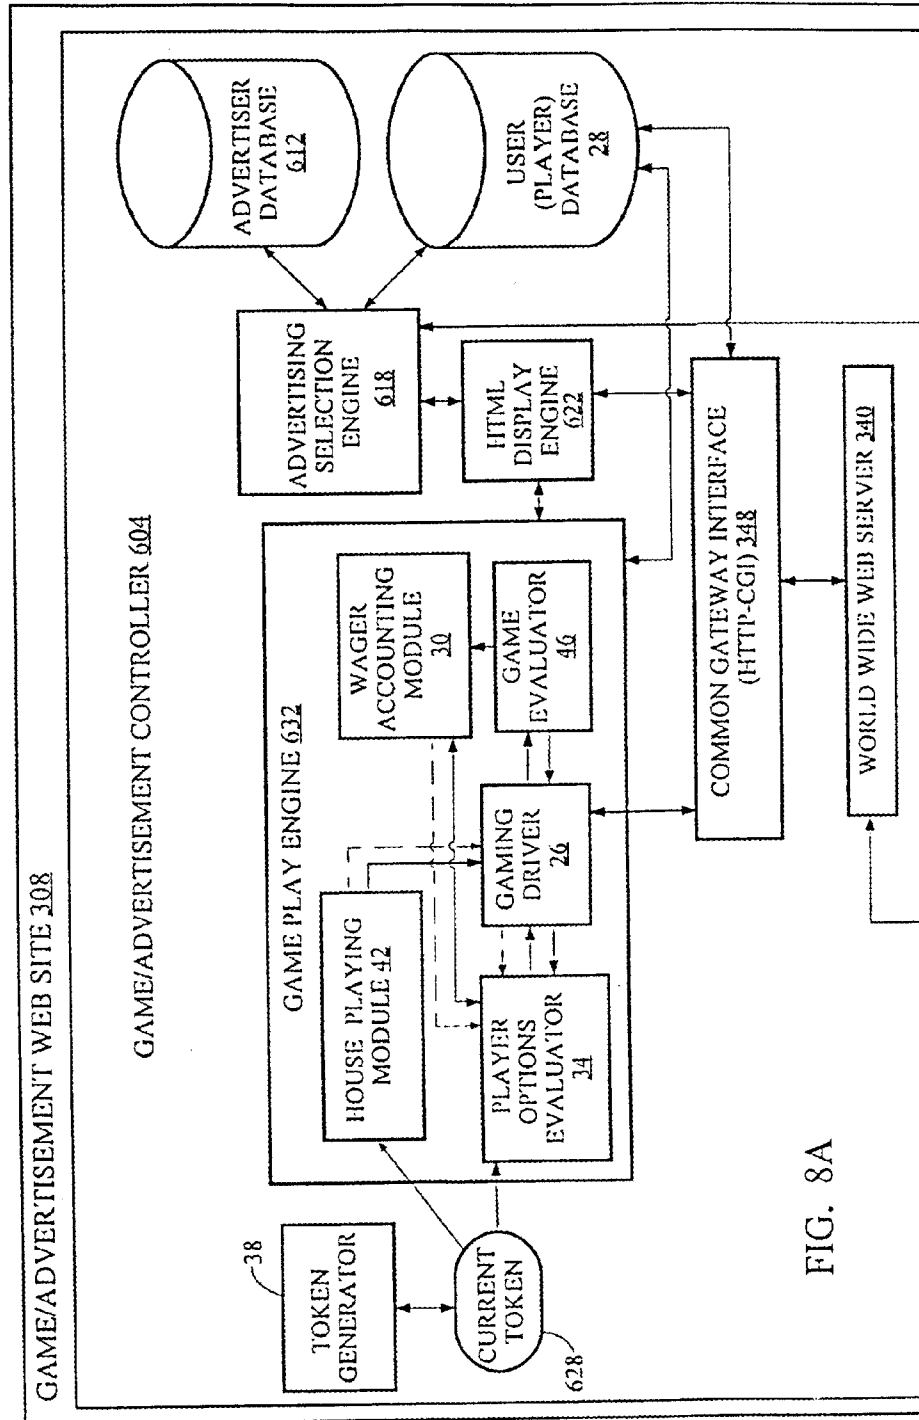 GAME/ADVERTISEMENT WEB SITE 308
GAME/ADVERTISEMENT CONTROLLER 604
38
TOKEN
GENERATOR
CURRENT
TOKEN
628
GAME PLAY ENGINE 632
HOUSE PLAYING
MODULE 42
WAGER
ACCOUNTING
MODULE
30
PLAYER
OPTIONS
EVALUATOR
34
GAMING
DRIVER
26
GAME
EVALUATOR
46
ADVERTISING
SELECTION
ENGINE
618
HTML
DISPLAY
ENGINE
622
ADVERTISER
DATABASE
612
USER
(PLAYER)
DATABASE
28
COMMON GATEWAY INTERFACE
(HTTP-CGI) 348
WORLD WIDE WEB SERVER 340
FIG. 8A